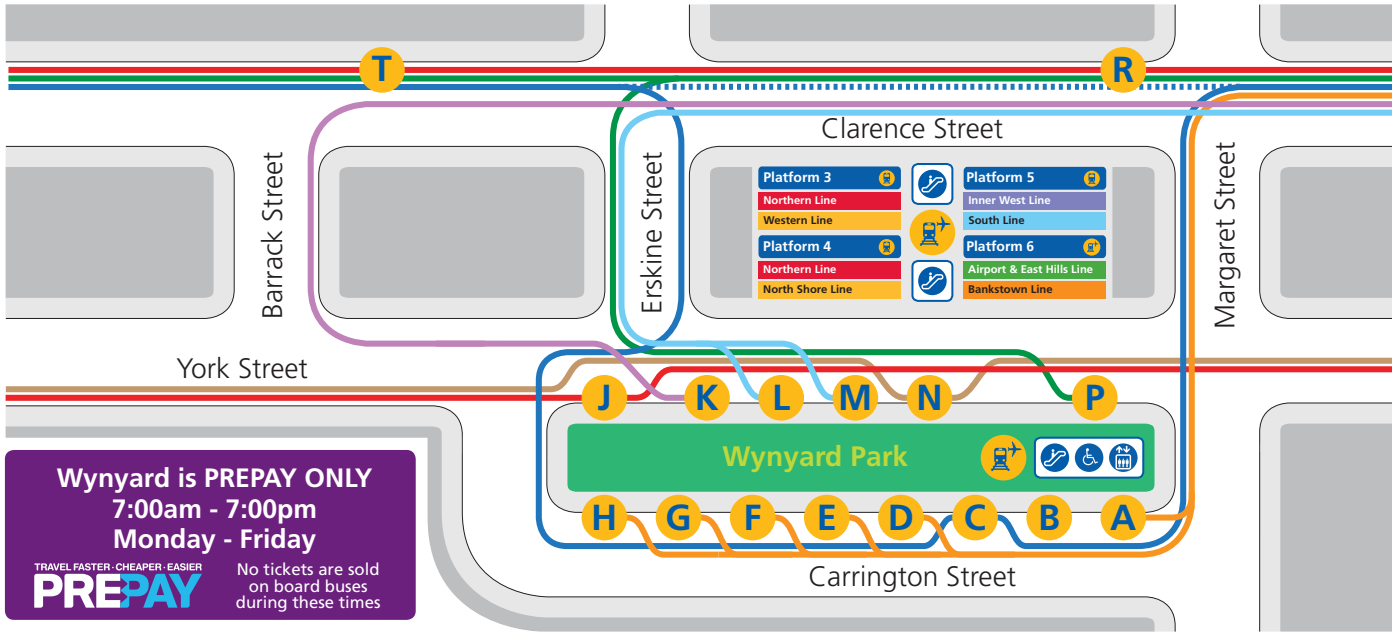 T
R
Clarence Street
Barrack Street
Erskine Street
Margaret Street
Platform 3
Northern Line
Western Line
Platform 4
Northern Line
North Shore Line
Platform 5
Inner West Line
South Line
Platform 6
Airport & East Hills Line
Bankstown Line
York Street
J
K
L
M
N
P
Wynyard Park
H
G
F
E
D
C
B
A
Carrington Street
Wynyard is PREPAY ONLY
7:00am - 7:00pm
Monday - Friday
TRAVEL FASTER · CHEAPER · EASIER
PREPAY
No tickets are sold
on board buses
during these times